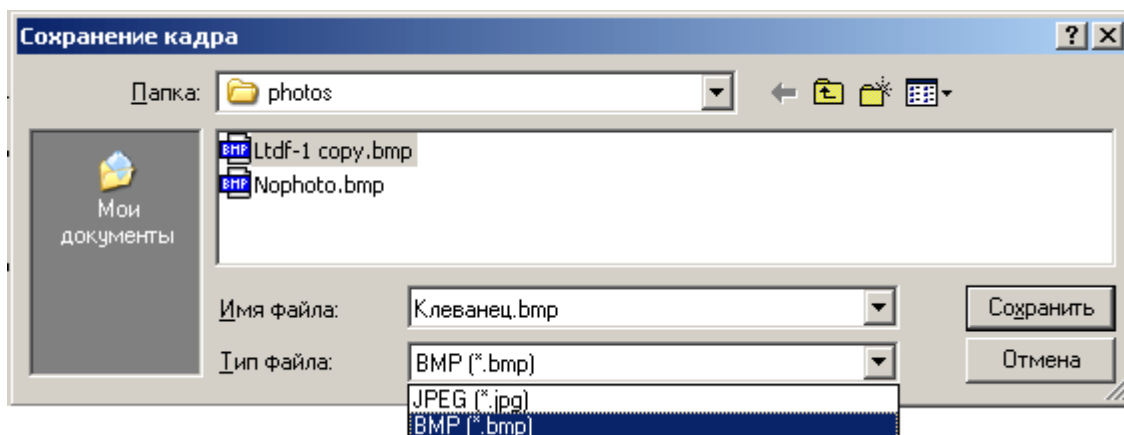 Сохранение кадра
Папка:
photos
Ltdf-1 copy.bmp
Nophoto.bmp
Мои
документы
Имя файла:
Клеванец.bmp
Сохранить
Тип файла:
BMP (*.bmp)
Отмена
JPEG (*.jpg)
BMP (*.bmp)